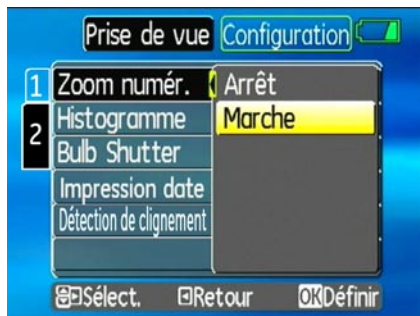 Prise de vue Configuration
1 Zoom numér. Arrêt
Histogramme Marche
2
Bulb Shutter
Impression date
Détection de clignement
Sélect. Retour OK Définir